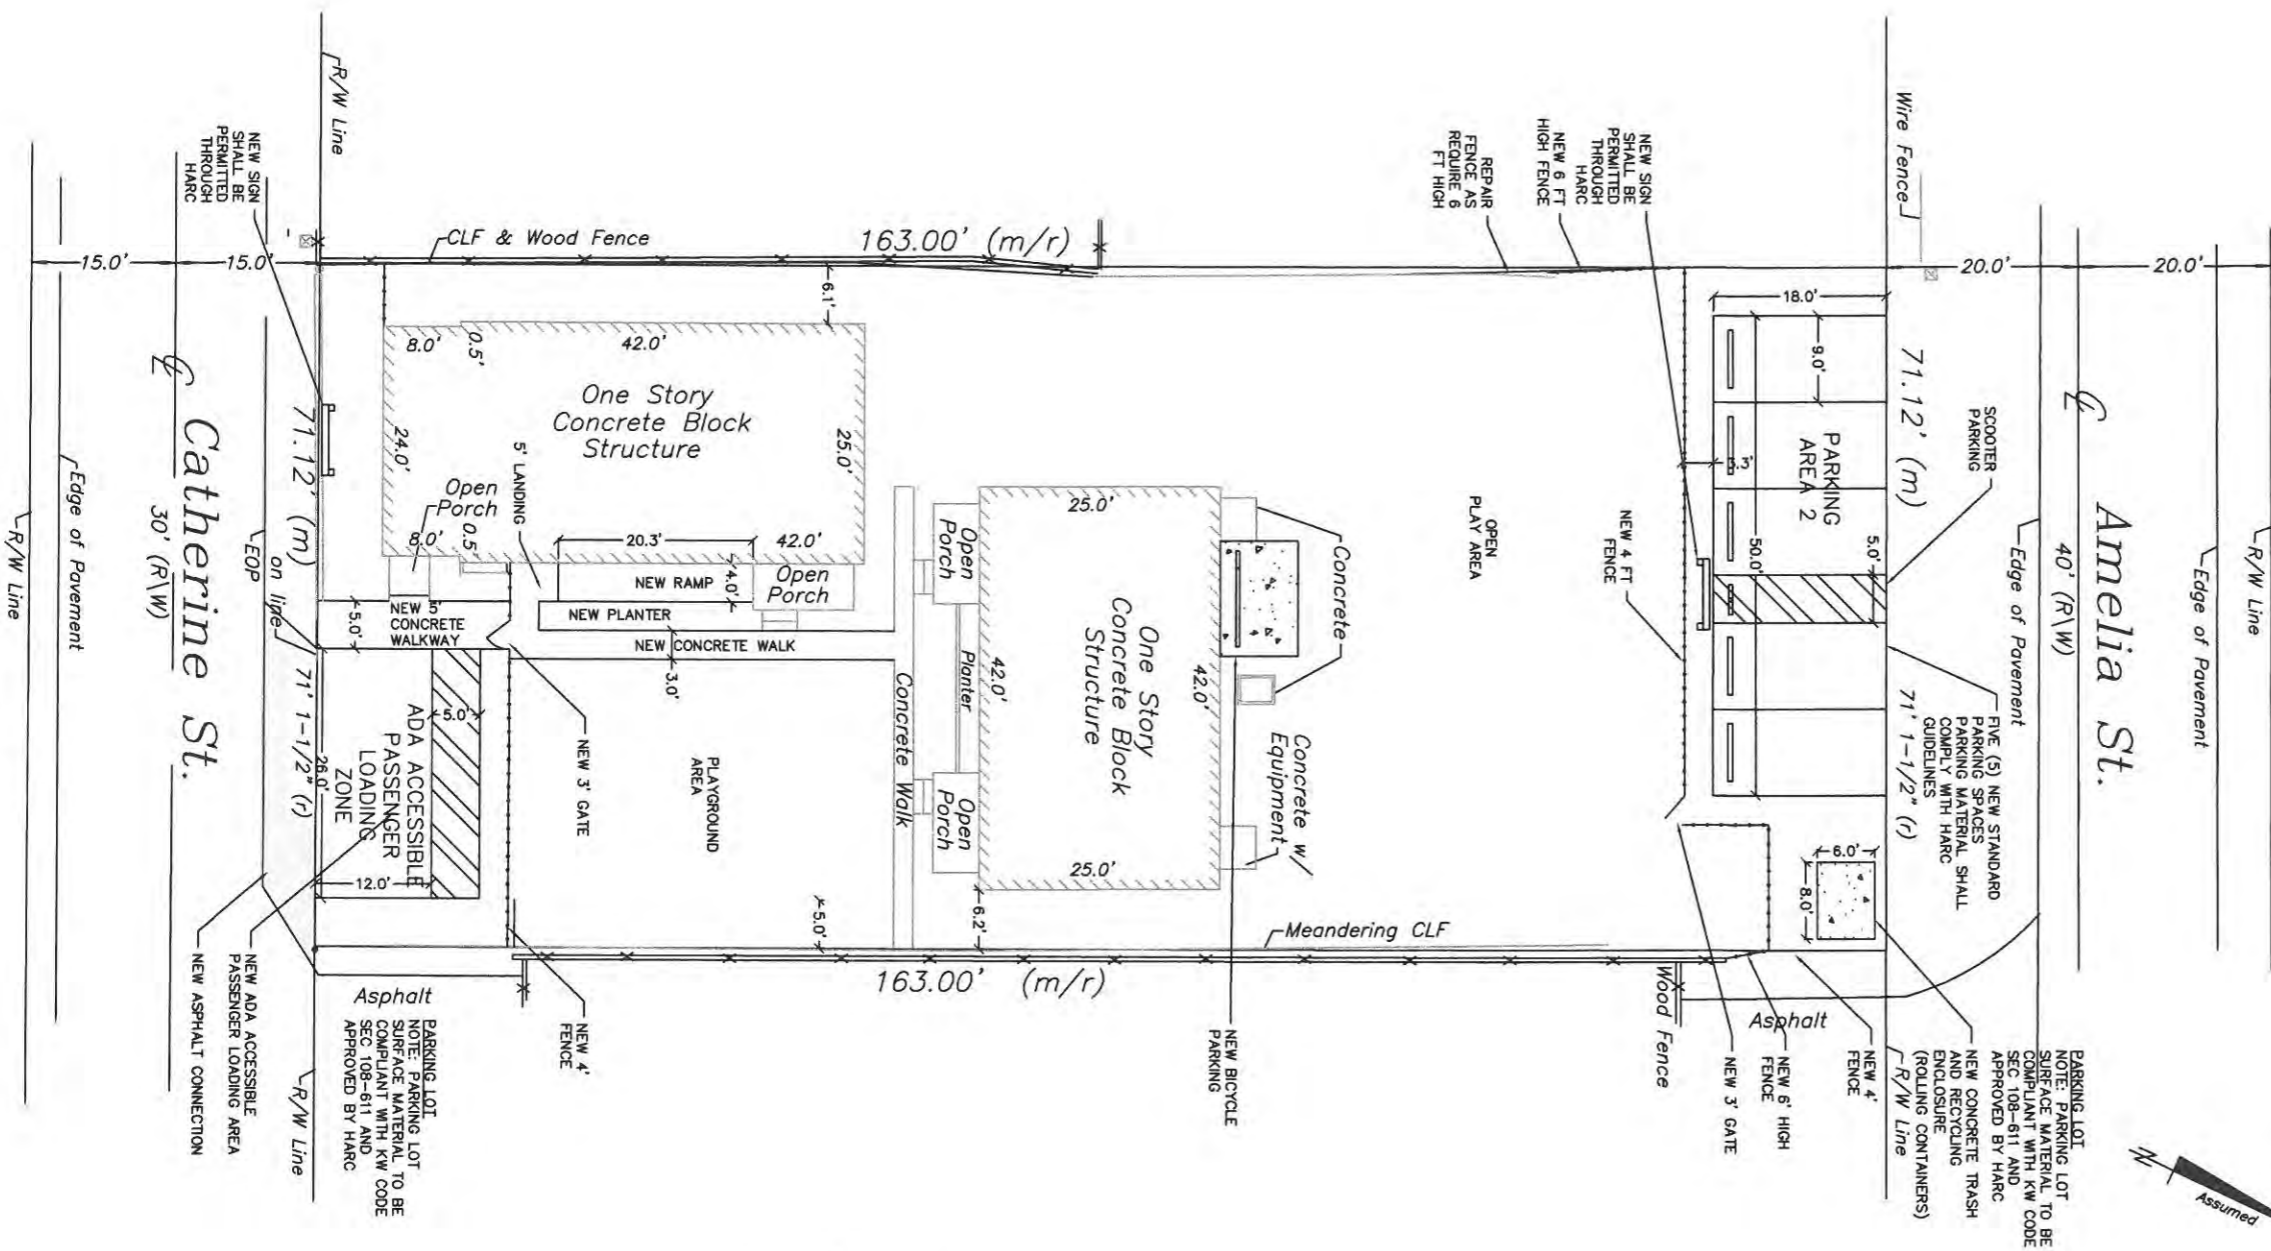 R/W Line
NEW SIGN
SHALL BE
PERMITTED
THROUGH
HARC
15.0'
15.0'
CLF & Wood Fence
163.00' (m/r)
REPAIR
FENCE AS
REQUIRE 6
FT HIGH
NEW 6 FT
HIGH FENCE
NEW SIGN
SHALL BE
PERMITTED
THROUGH
HARC
Wire Fence
20.0'
20.0'
6.1'
8.0'
0.5'
42.0'
One Story
Concrete Block
Structure
24.0'
25.0'
Open
Porch
8.0'
0.5'
5' LANDING
20.3'
42.0'
NEW RAMP
4.0'
Open
Porch
NEW PLANTER
NEW 5'
CONCRETE
WALKWAY
5.0'
NEW CONCRETE WALK
3.0'
71.12' (m)
Catherine St.
30' (R\W)
EOP
on line
71' 1-1/2" (r)
Edge of Pavement
R/W Line
5.0'
ADA ACCESSIBLE
PASSENGER
LOADING
ZONE
26.0'
12.0'
NEW 3' GATE
PLAYGROUND
AREA
5.0'
Concrete Walk
Open
Porch
Planter
Open
Porch
25.0'
42.0'
One Story
Concrete Block
Structure
42.0'
25.0'
6.2'
Concrete
Concrete w/
Equipment
OPEN
PLAY AREA
NEW 4 FT
FENCE
18.0'
9.0'
PARKING
AREA 2
3.3'
50.0'
5.0'
71.12' (m)
SCOOTER
PARKING
Amelia St.
40' (R\W)
Edge of Pavement
Edge of Pavement
R/W Line
71' 1-1/2" (r)
FIVE (5) NEW STANDARD
PARKING SPACES
PARKING MATERIAL SHALL
COMPLY WITH HARC
GUIDELINES
6.0'
8.0'
Meandering CLF
163.00' (m/r)
Asphalt
PARKING LOT
NOTE: PARKING LOT
SURFACE MATERIAL TO BE
COMPLIANT WITH KW CODE
SEC 108-611 AND
APPROVED BY HARC
R/W Line
NEW ADA ACCESSIBLE
PASSENGER LOADING AREA
NEW ASPHALT CONNECTION
NEW 4'
FENCE
NEW BICYCLE
PARKING
Wood Fence
Asphalt
NEW 3' GATE
NEW 6' HIGH
FENCE
NEW 4'
FENCE
R/W Line
NEW CONCRETE TRASH
AND RECYCLING
ENCLOSURE
(ROLLING CONTAINERS)
PARKING LOT
NOTE: PARKING LOT
SURFACE MATERIAL TO BE
COMPLIANT WITH KW CODE
SEC 108-611 AND
APPROVED BY HARC
N
Assumed